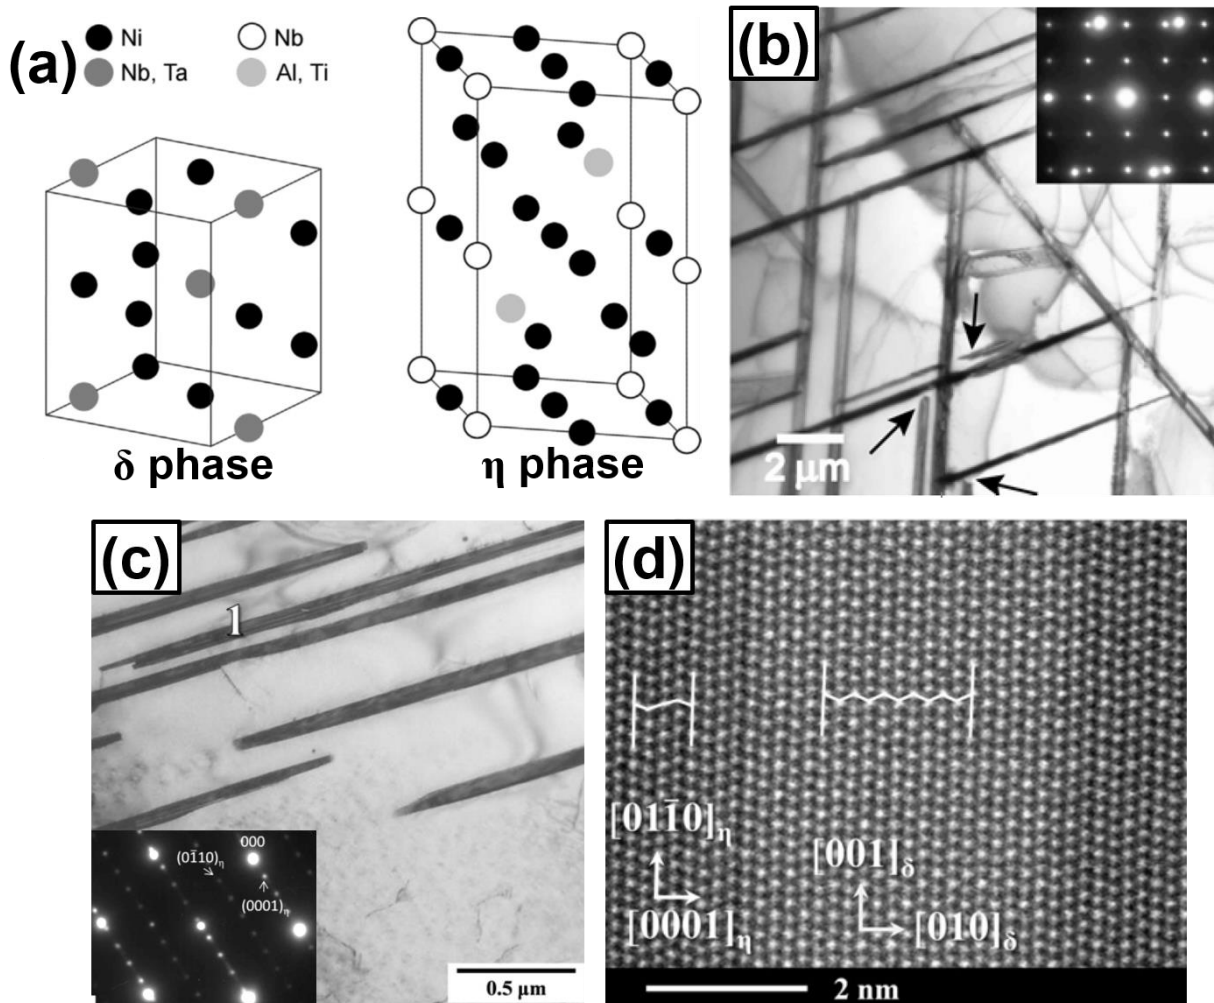 (a)
Ni
Nb
Nb, Ta
Al, Ti
δ phase
η phase
(b)
2 μm
(c)
1
000
(01̄10)η
(0001)η
0.5 μm
(d)
[011̄0]η
[0001]η
[001]δ
[010]δ
2 nm